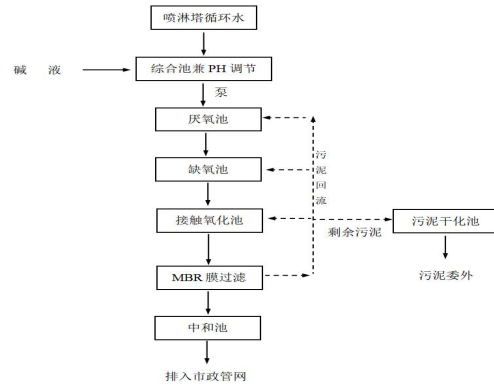 喷淋塔循环水
碱 液
综合池兼PH调节
泵
厌氧池
污泥回流
缺氧池
接触氧化池
剩余污泥
污泥干化池
MBR膜过滤
污泥委外
中和池
排入市政管网